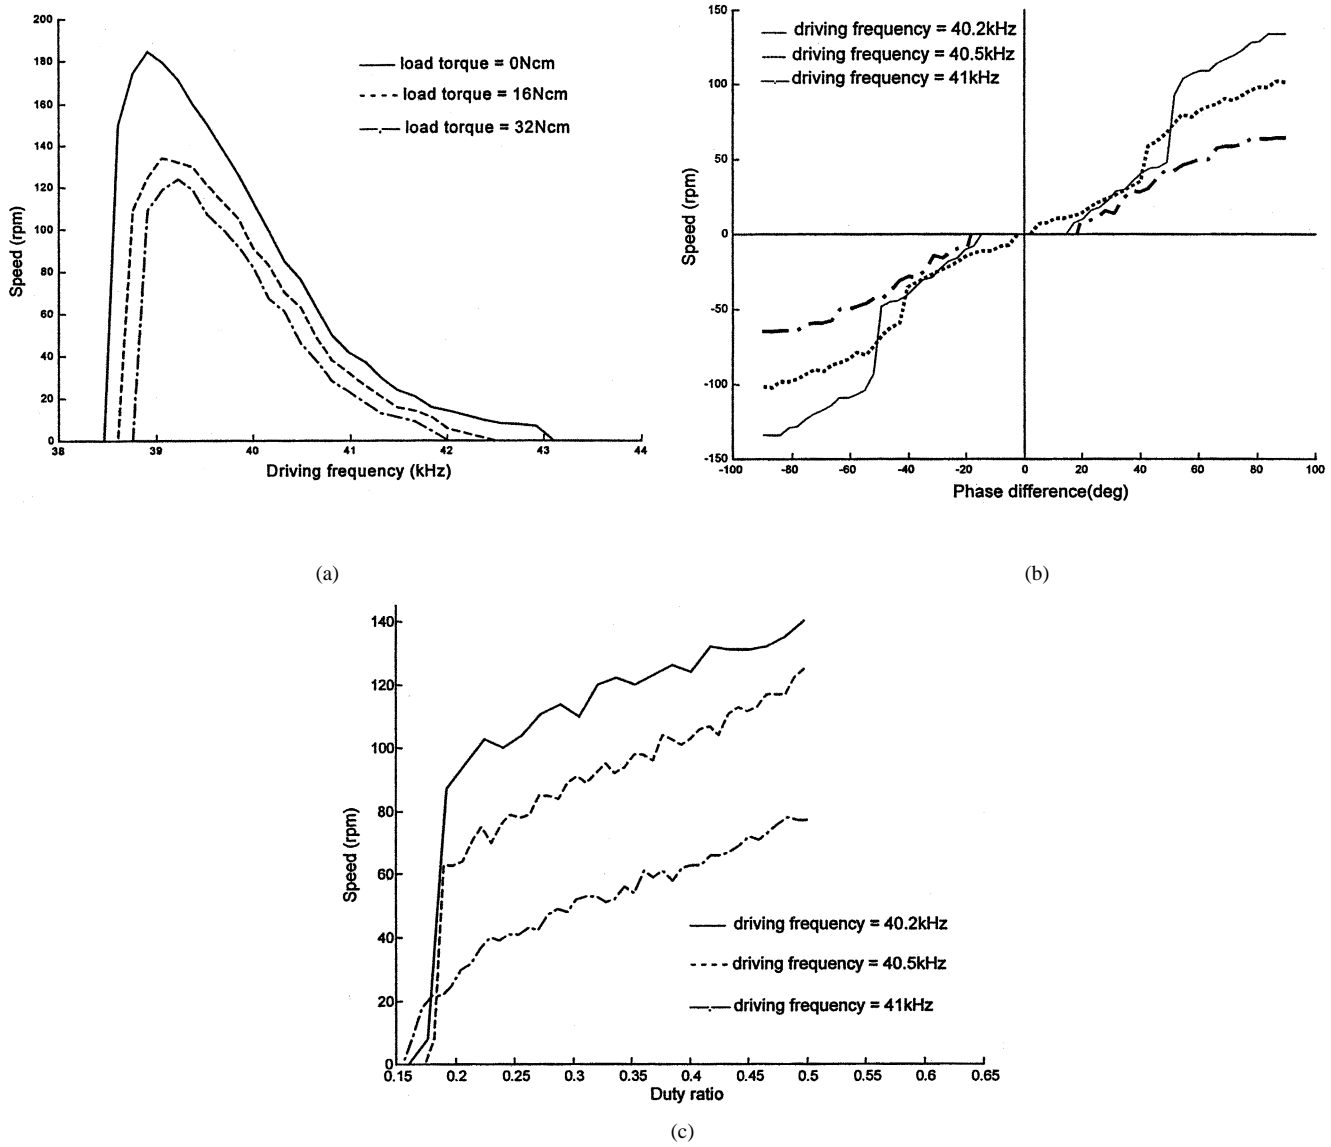 200
180
160
140
120
100
80
60
40
20
0
Speed (rpm)
load torque = 0Ncm
load torque = 16Ncm
load torque = 32Ncm
38 39 40 41 42 43 44
Driving frequency (kHz)
(a)
150
100
50
0
-50
-100
-150
Speed (rpm)
driving frequency = 40.2kHz
driving frequency = 40.5kHz
driving frequency = 41kHz
-100 -80 -60 -40 -20 0 20 40 60 80 100
Phase difference(deg)
(b)
140
120
100
80
60
40
20
0
Speed (rpm)
driving frequency = 40.2kHz
driving frequency = 40.5kHz
driving frequency = 41kHz
0.15 0.2 0.25 0.3 0.35 0.4 0.45 0.5 0.55 0.6 0.65
Duty ratio
(c)